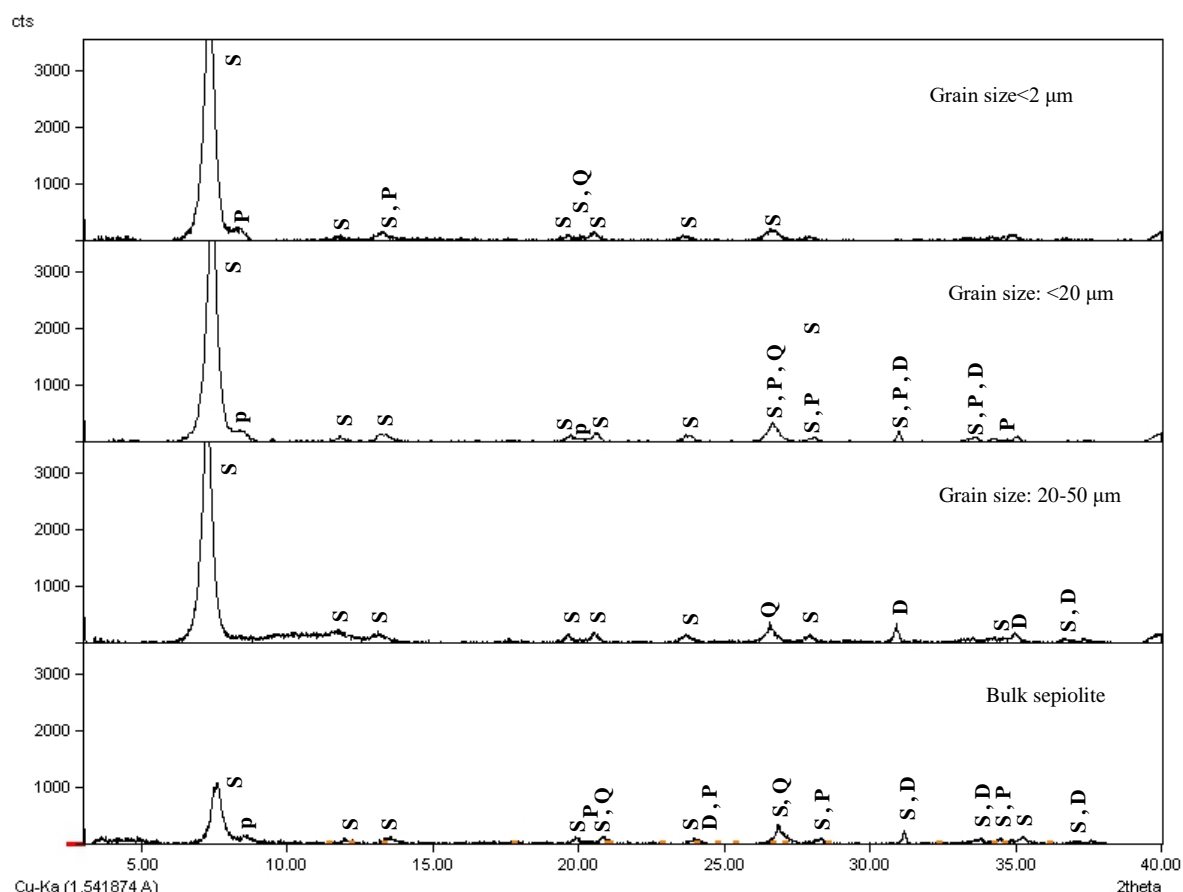 cts
3000
2000
1000
Grain size<2 μm
S
P
S
S , P
S
S , Q
S
S
S
3000
2000
1000
Grain size: <20 μm
S
p
S
S
S
p
S
S
S , P , Q
S , P
S
S , P , D
S , P , D
P
3000
2000
1000
Grain size: 20-50 μm
S
S
S
S
S
S
Q
S
D
S
D
S , D
3000
2000
1000
Bulk sepiolite
S
p
S
S
S
P
S , Q
S
D , P
S , Q
S , P
S , D
S , D
S , P
S
S , D
5.00 10.00 15.00 20.00 25.00 30.00 35.00 40.00
Cu-Ka (1.541874 A) 2theta